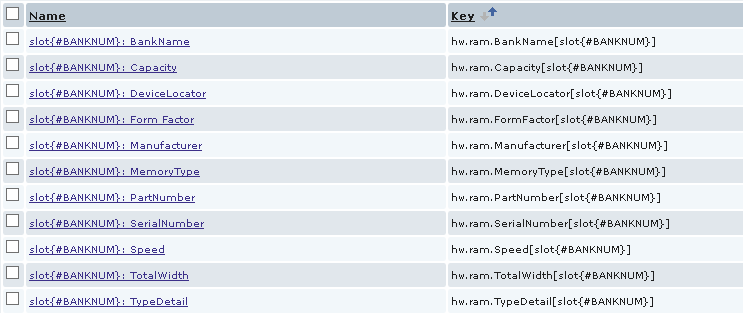 Name Key
slot{#BANKNUM}: BankName hw.ram.BankName[slot{#BANKNUM}]
slot{#BANKNUM}: Capacity hw.ram.Capacity[slot{#BANKNUM}]
slot{#BANKNUM}: DeviceLocator hw.ram.DeviceLocator[slot{#BANKNUM}]
slot{#BANKNUM}: Form Factor hw.ram.FormFactor[slot{#BANKNUM}]
slot{#BANKNUM}: Manufacturer hw.ram.Manufacturer[slot{#BANKNUM}]
slot{#BANKNUM}: MemoryType hw.ram.MemoryType[slot{#BANKNUM}]
slot{#BANKNUM}: PartNumber hw.ram.PartNumber[slot{#BANKNUM}]
slot{#BANKNUM}: SerialNumber hw.ram.SerialNumber[slot{#BANKNUM}]
slot{#BANKNUM}: Speed hw.ram.Speed[slot{#BANKNUM}]
slot{#BANKNUM}: TotalWidth hw.ram.TotalWidth[slot{#BANKNUM}]
slot{#BANKNUM}: TypeDetail hw.ram.TypeDetail[slot{#BANKNUM}]